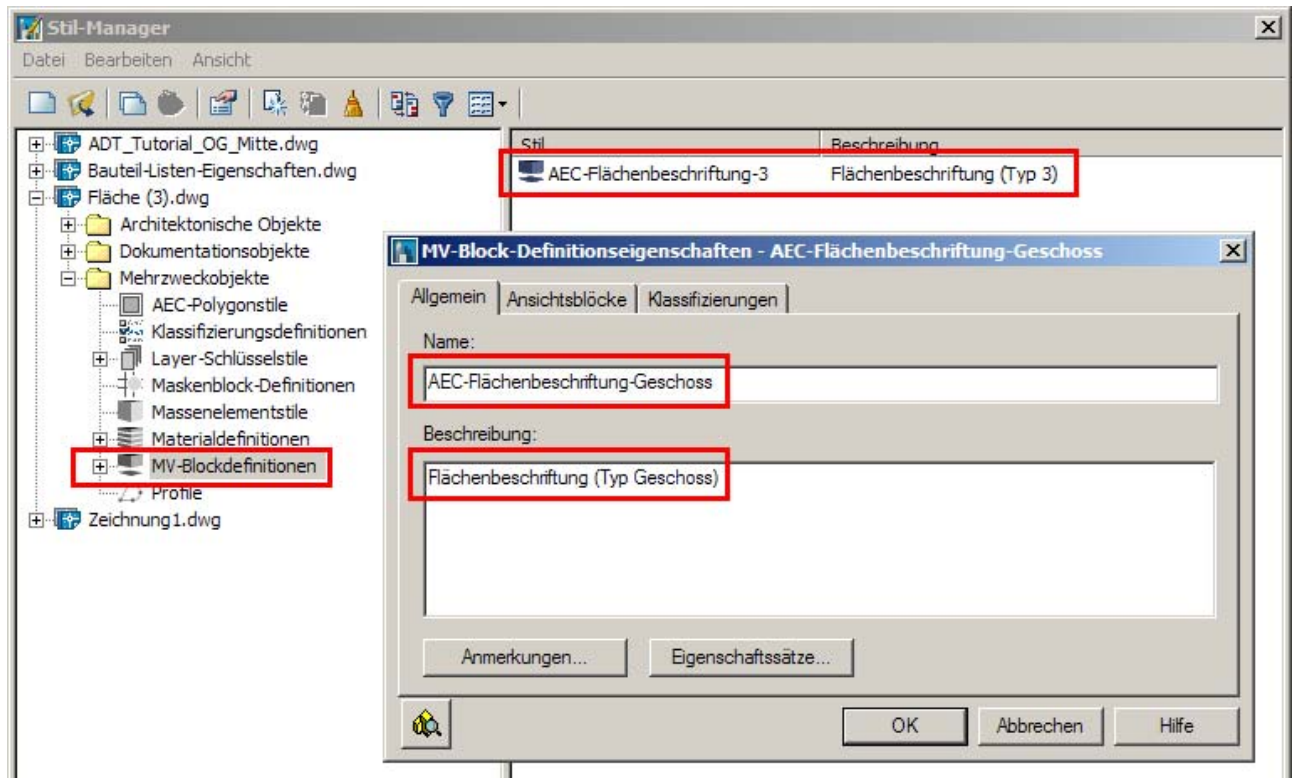 Stil-Manager
Datei Bearbeiten Ansicht
ADT_Tutorial_OG_Mitte.dwg
Bauteil-Listen-Eigenschaften.dwg
Fläche (3).dwg
Architektonische Objekte
Dokumentationsobjekte
Mehrzweckobjekte
AEC-Polygonstile
Klassifizierungsdefinitionen
Layer-Schlüsselstile
Maskenblock-Definitionen
Massenelementstile
Materialdefinitionen
MV-Blockdefinitionen
Profile
Zeichnung1.dwg
Stil Beschreibung
AEC-Flächenbeschriftung-3 Flächenbeschriftung (Typ 3)
MV-Block-Definitionseigenschaften - AEC-Flächenbeschriftung-Geschoss
Allgemein Ansichtsblöcke Klassifizierungen
Name:
AEC-Flächenbeschriftung-Geschoss
Beschreibung:
Flächenbeschriftung (Typ Geschoss)
Anmerkungen... Eigenschaftssätze...
OK Abbrechen Hilfe